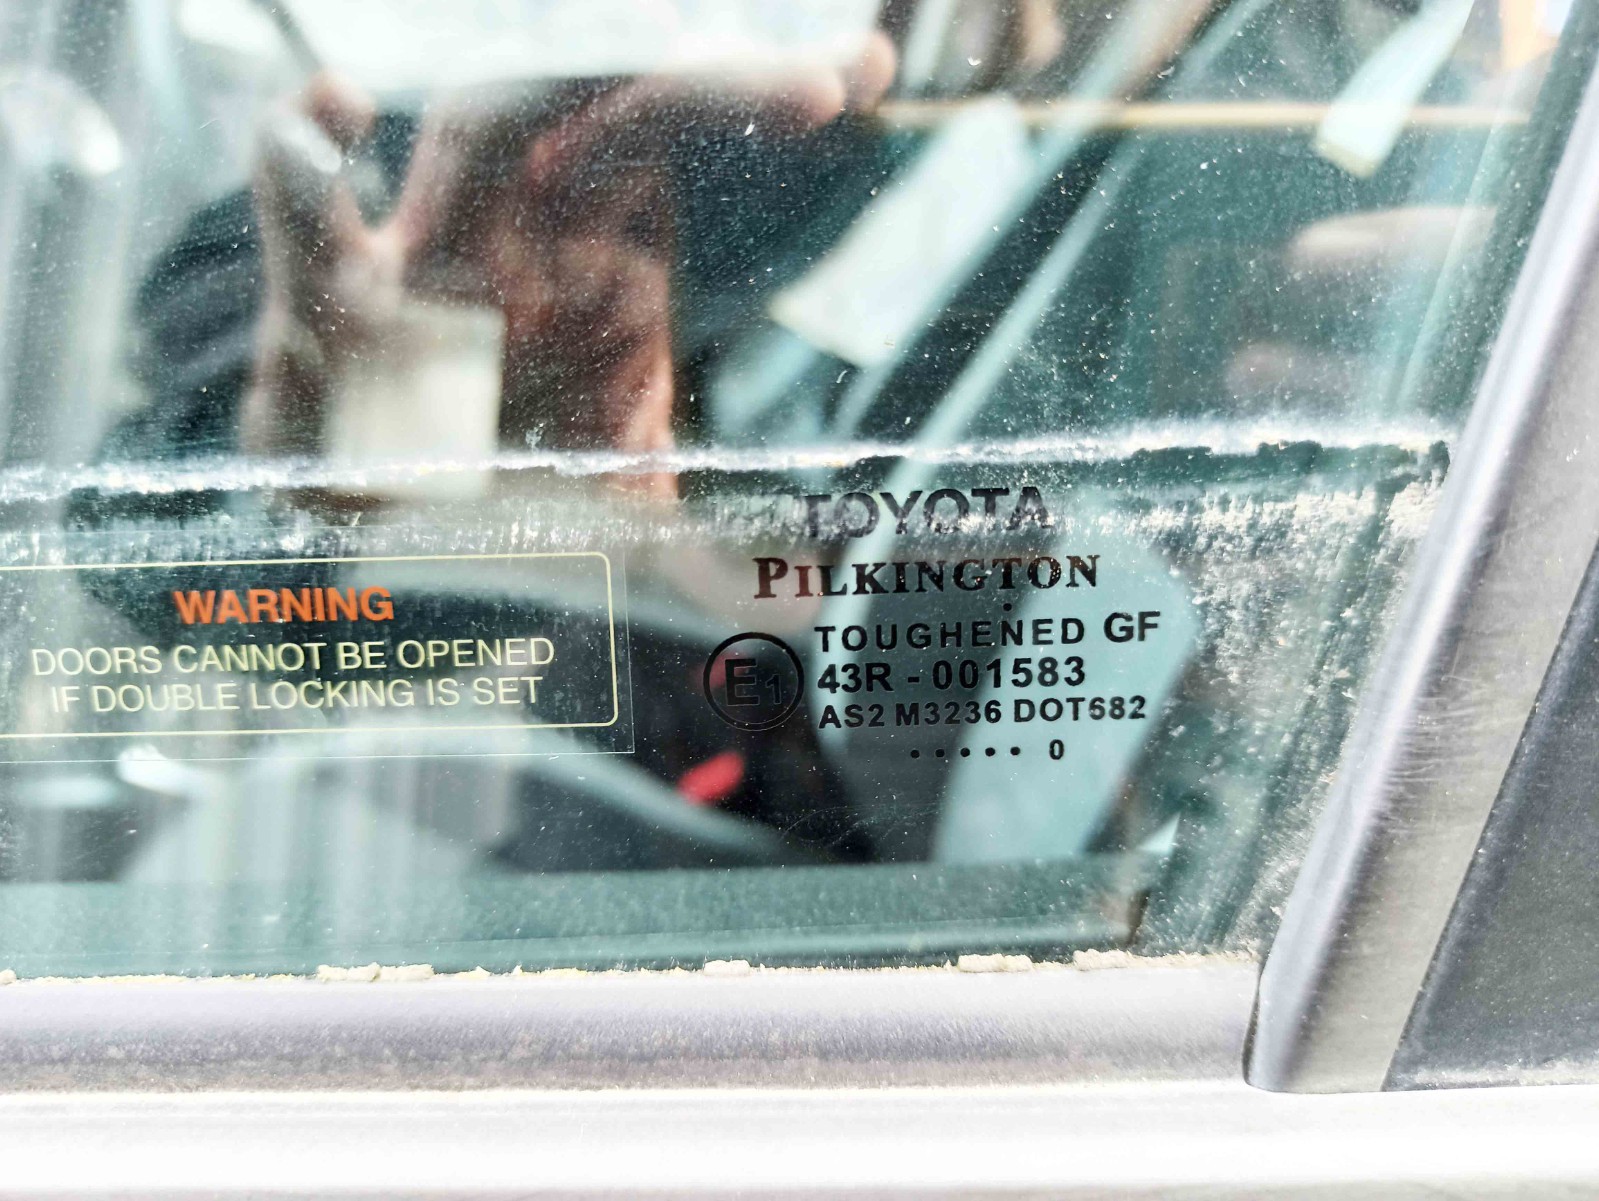 WARNING
DOORS CANNOT BE OPENED
IF DOUBLE LOCKING IS SET
TOYOTA
PILKINGTON
TOUGHENED GF
E1
43R - 001583
AS2 M3236 DOT682
..... 0